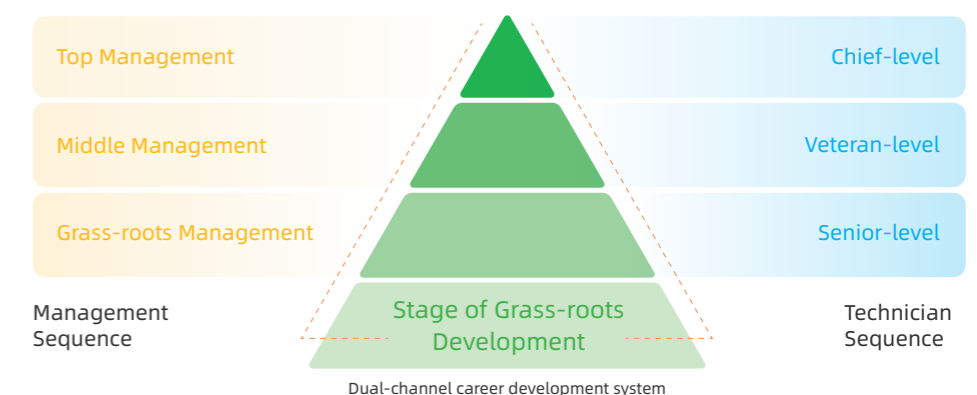 Top Management
Chief-level
Middle Management
Veteran-level
Grass-roots Management
Senior-level
Stage of Grass-roots
Development
Management
Sequence
Technician
Sequence
Dual-channel career development system